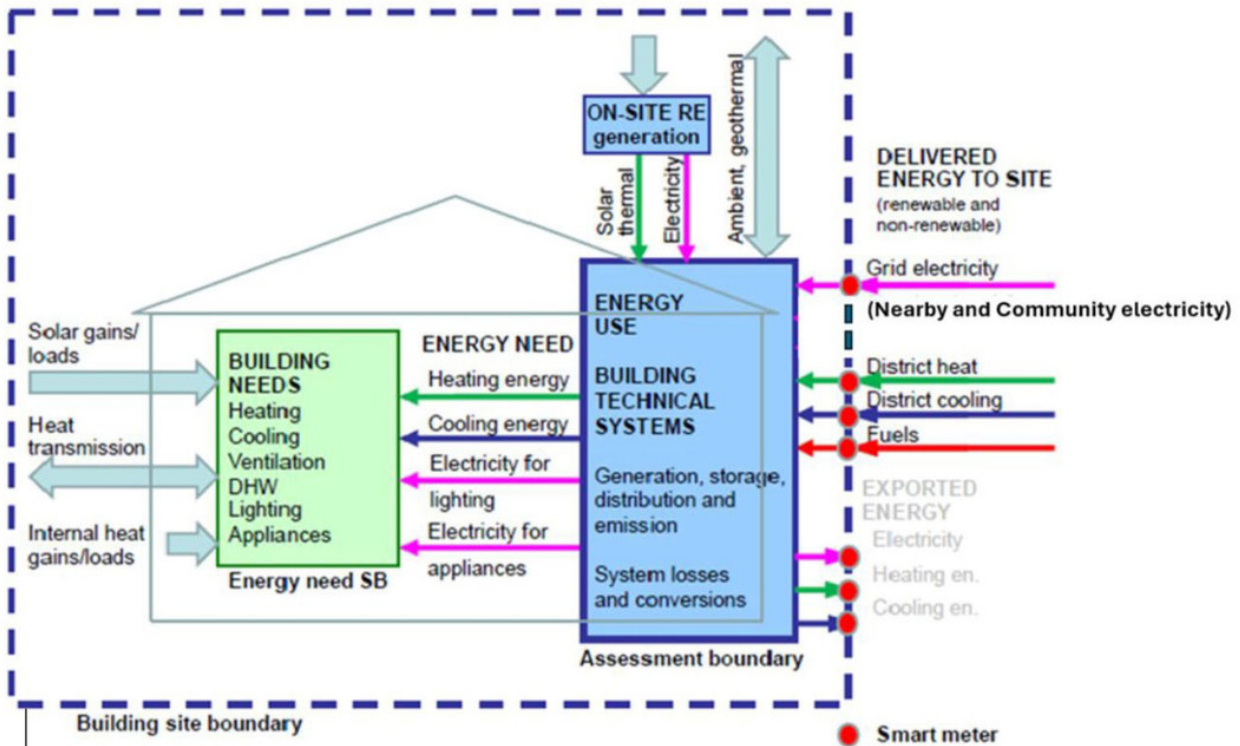 ON-SITE RE
generation
Solar
thermal
Electricity
Ambient, geothermal
DELIVERED
ENERGY TO SITE
(renewable and
non-renewable)
Grid electricity
(Nearby and Community electricity)
District heat
District cooling
Fuels
EXPORTED
ENERGY
Electricity
Heating en.
Cooling en.
Solar gains/
loads
Heat
transmission
Internal heat
gains/loads
BUILDING
NEEDS
Heating
Cooling
Ventilation
DHW
Lighting
Appliances
Energy need SB
ENERGY NEED
Heating energy
Cooling energy
Electricity for
lighting
Electricity for
appliances
ENERGY
USE
BUILDING
TECHNICAL
SYSTEMS
Generation, storage,
distribution and
emission
System losses
and conversions
Assessment boundary
Building site boundary
Smart meter